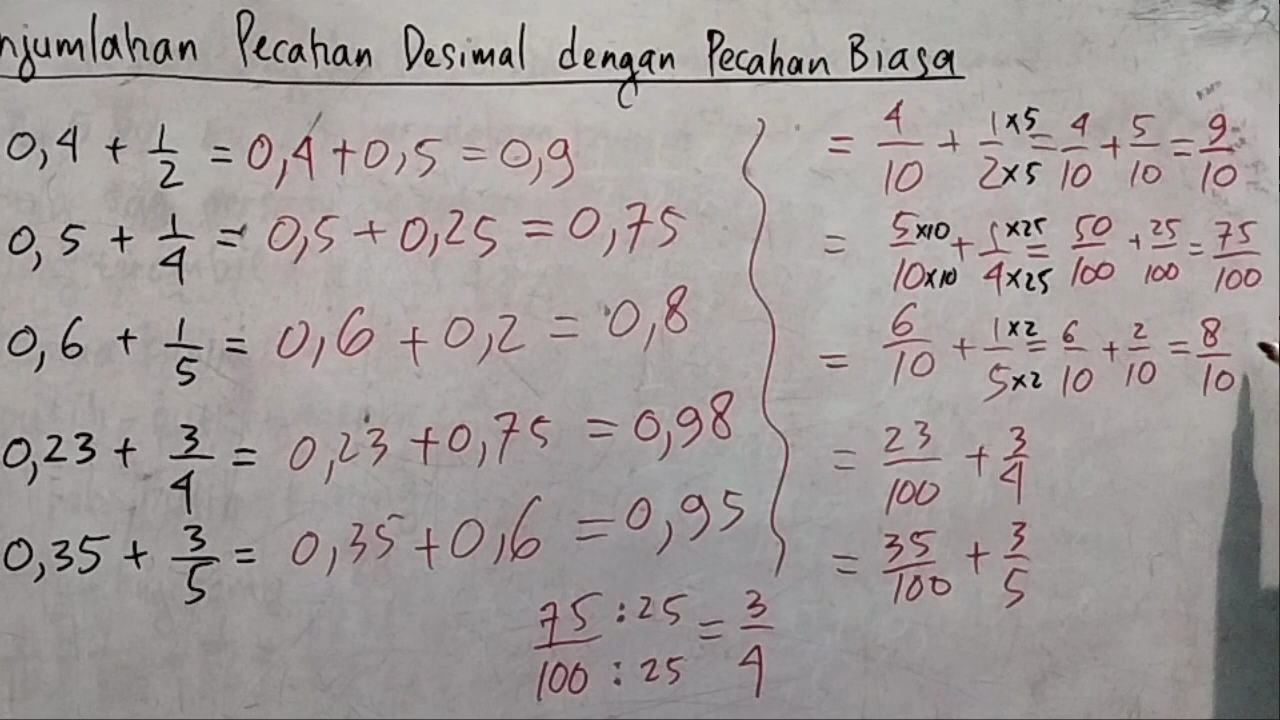 njumlahan Pecahan Desimal dengan Pecahan Biasa
0,4 + 1/2 = 0,4 + 0,5 = 0,9
= 4/10 + 1×5/2×5 = 4/10 + 5/10 = 9/10
0,5 + 1/4 = 0,5 + 0,25 = 0,75
= 5×10/10×10 + 1×25/4×25 = 50/100 + 25/100 = 75/100
0,6 + 1/5 = 0,6 + 0,2 = 0,8
= 6/10 + 1×2/5×2 = 6/10 + 2/10 = 8/10
0,23 + 3/4 = 0,23 + 0,75 = 0,98
= 23/100 + 3/4
0,35 + 3/5 = 0,35 + 0,6 = 0,95
= 35/100 + 3/5
75:25/100:25 = 3/4